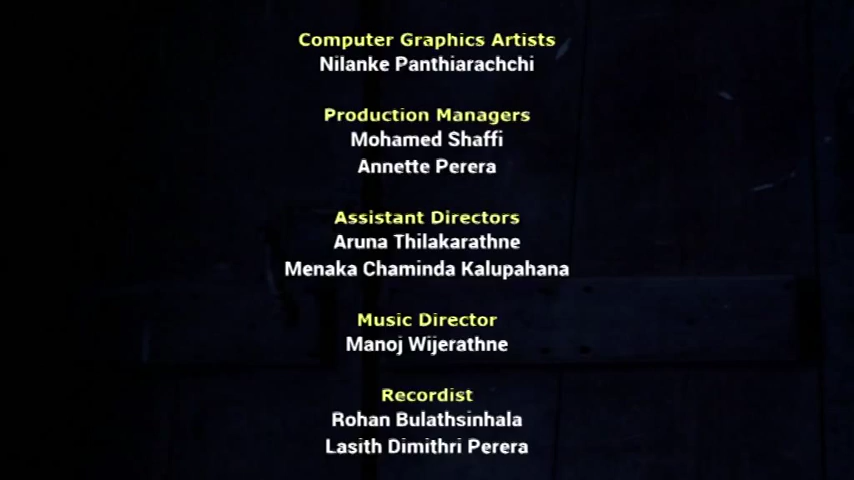 Computer Graphics Artists
Nilanke Panthiarachchi
Production Managers
Mohamed Shaffi
Annette Perera
Assistant Directors
Aruna Thilakarathne
Menaka Chaminda Kalupahana
Music Director
Manoj Wijerathne
Recordist
Rohan Bulathsinhala
Lasith Dimithri Perera